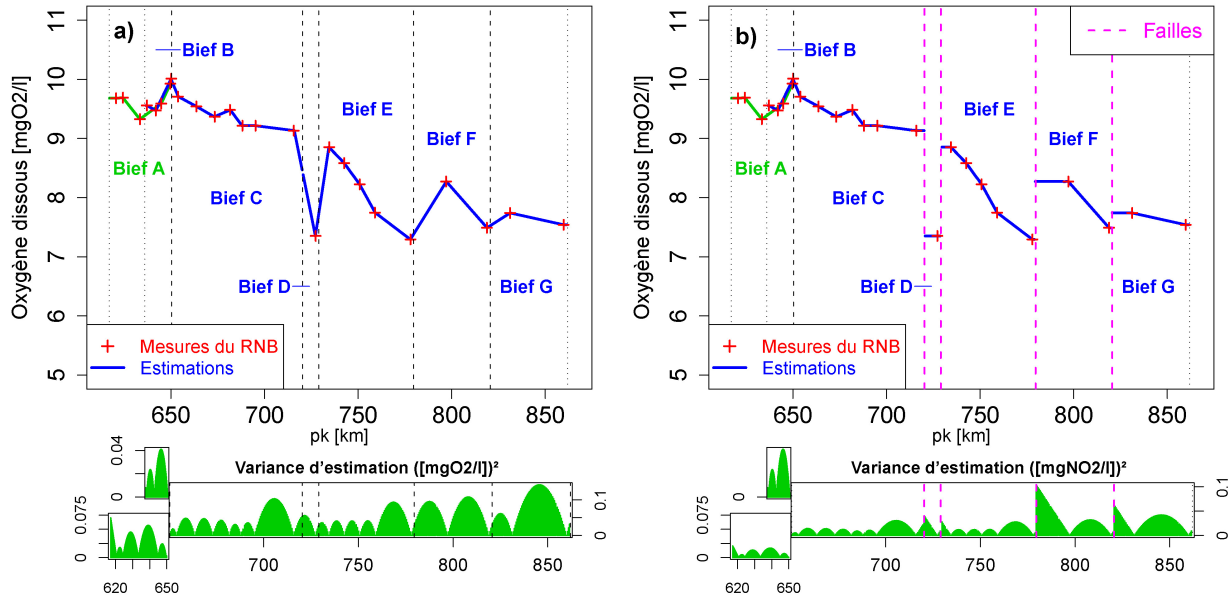 a)
Oxygène dissous [mgO2/l]
11
10
9
8
7
6
5
Bief B
Bief A
Bief E
Bief F
Bief C
Bief D
Bief G
Mesures du RNB
Estimations
650
700
750
800
850
pk [km]
Variance d'estimation ([mgO2/l])²
0.04
0
0.075
0
620
650
0.1
0
700
750
800
850
b)
Failles
Oxygène dissous [mgO2/l]
11
10
9
8
7
6
5
Bief B
Bief A
Bief E
Bief F
Bief C
Bief D
Bief G
Mesures du RNB
Estimations
650
700
750
800
850
pk [km]
Variance d'estimation ([mgNO2/l])²
0
0.075
0
620
650
0.1
0
700
750
800
850